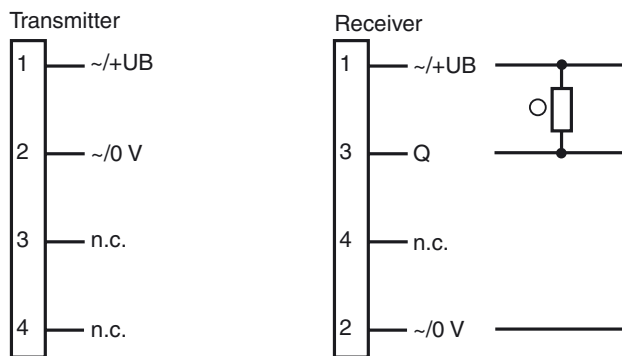 Transmitter
1 ~/+UB
2 ~/0 V
3 n.c.
4 n.c.
Receiver
1 ~/+UB
3 Q
4 n.c.
2 ~/0 V